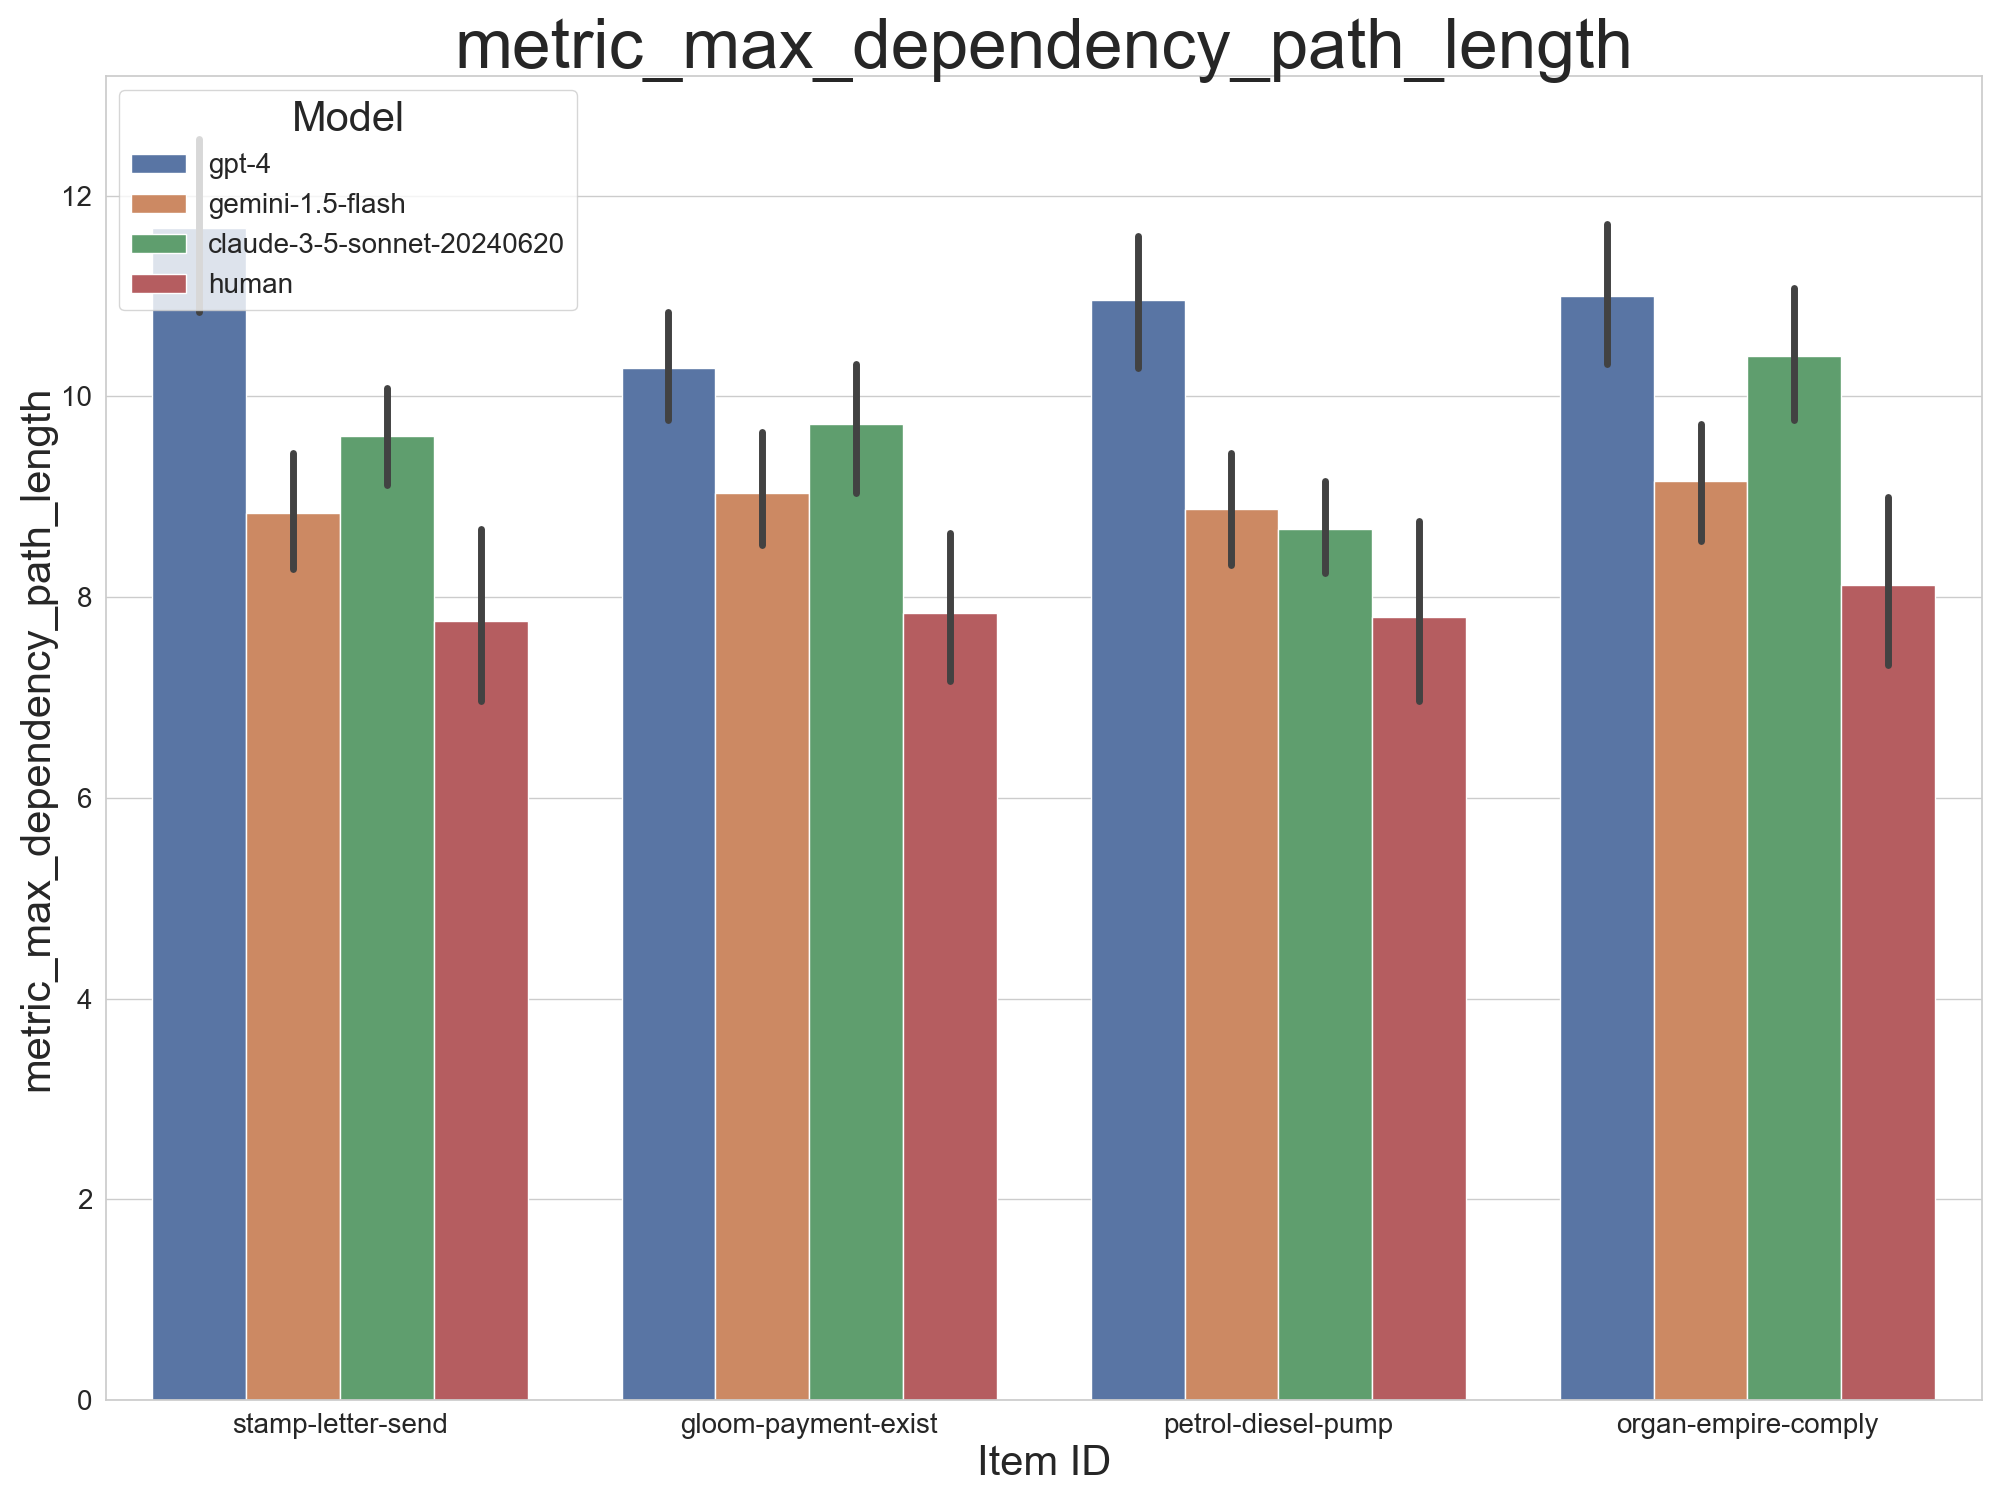 metric_max_dependency_path_length
Model
gpt-4
gemini-1.5-flash
claude-3-5-sonnet-20240620
human
metric_max_dependency_path_length
12
10
8
6
4
2
0
stamp-letter-send
gloom-payment-exist
petrol-diesel-pump
organ-empire-comply
Item ID